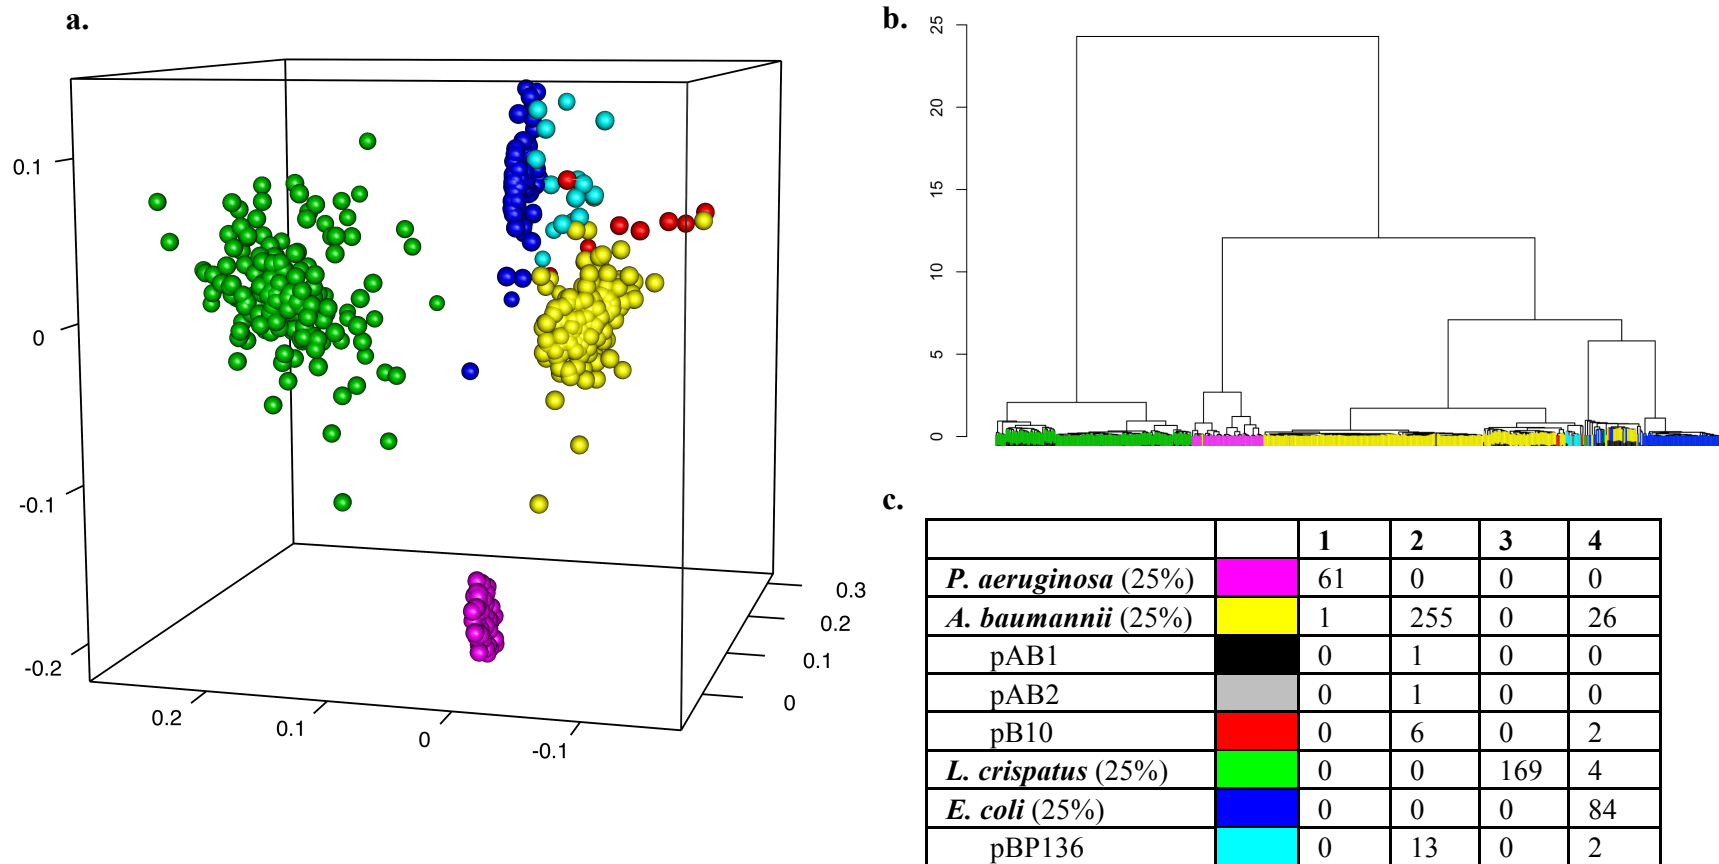 a.
0.1
0
-0.1
-0.2
0.2
0.1
0
-0.1
0.3
0.2
0.1
0
b.
25
20
15
10
5
0
c.
1 2 3 4
P. aeruginosa (25%) 61 0 0 0
A. baumannii (25%) 1 255 0 26
pAB1 0 1 0 0
pAB2 0 1 0 0
pB10 0 6 0 2
L. crispatus (25%) 0 0 169 4
E. coli (25%) 0 0 0 84
pBP136 0 13 0 2